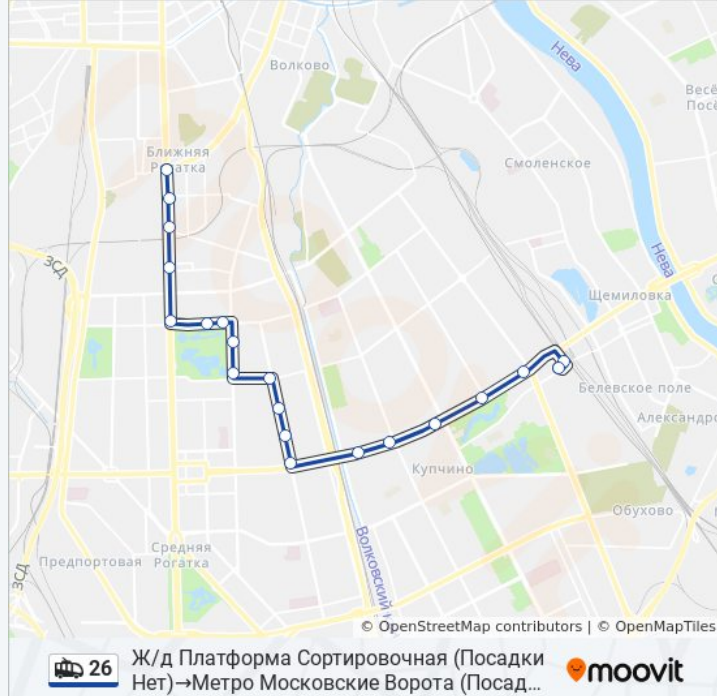 Волково
Нева
Весё
Посё
Ближняя
Рогатка
Смоленское
ЗСД
Нева
Щемиловка
Белевское поле
Александро
Купчино
Обухово
Средняя
Рогатка
Предпортовая
ЗСД
Волковский
© OpenStreetMap contributors | © OpenMapTiles
26
Ж/д Платформа Сортировочная (Посадки
Нет)→Метро Московские Ворота (Посад...
moovit